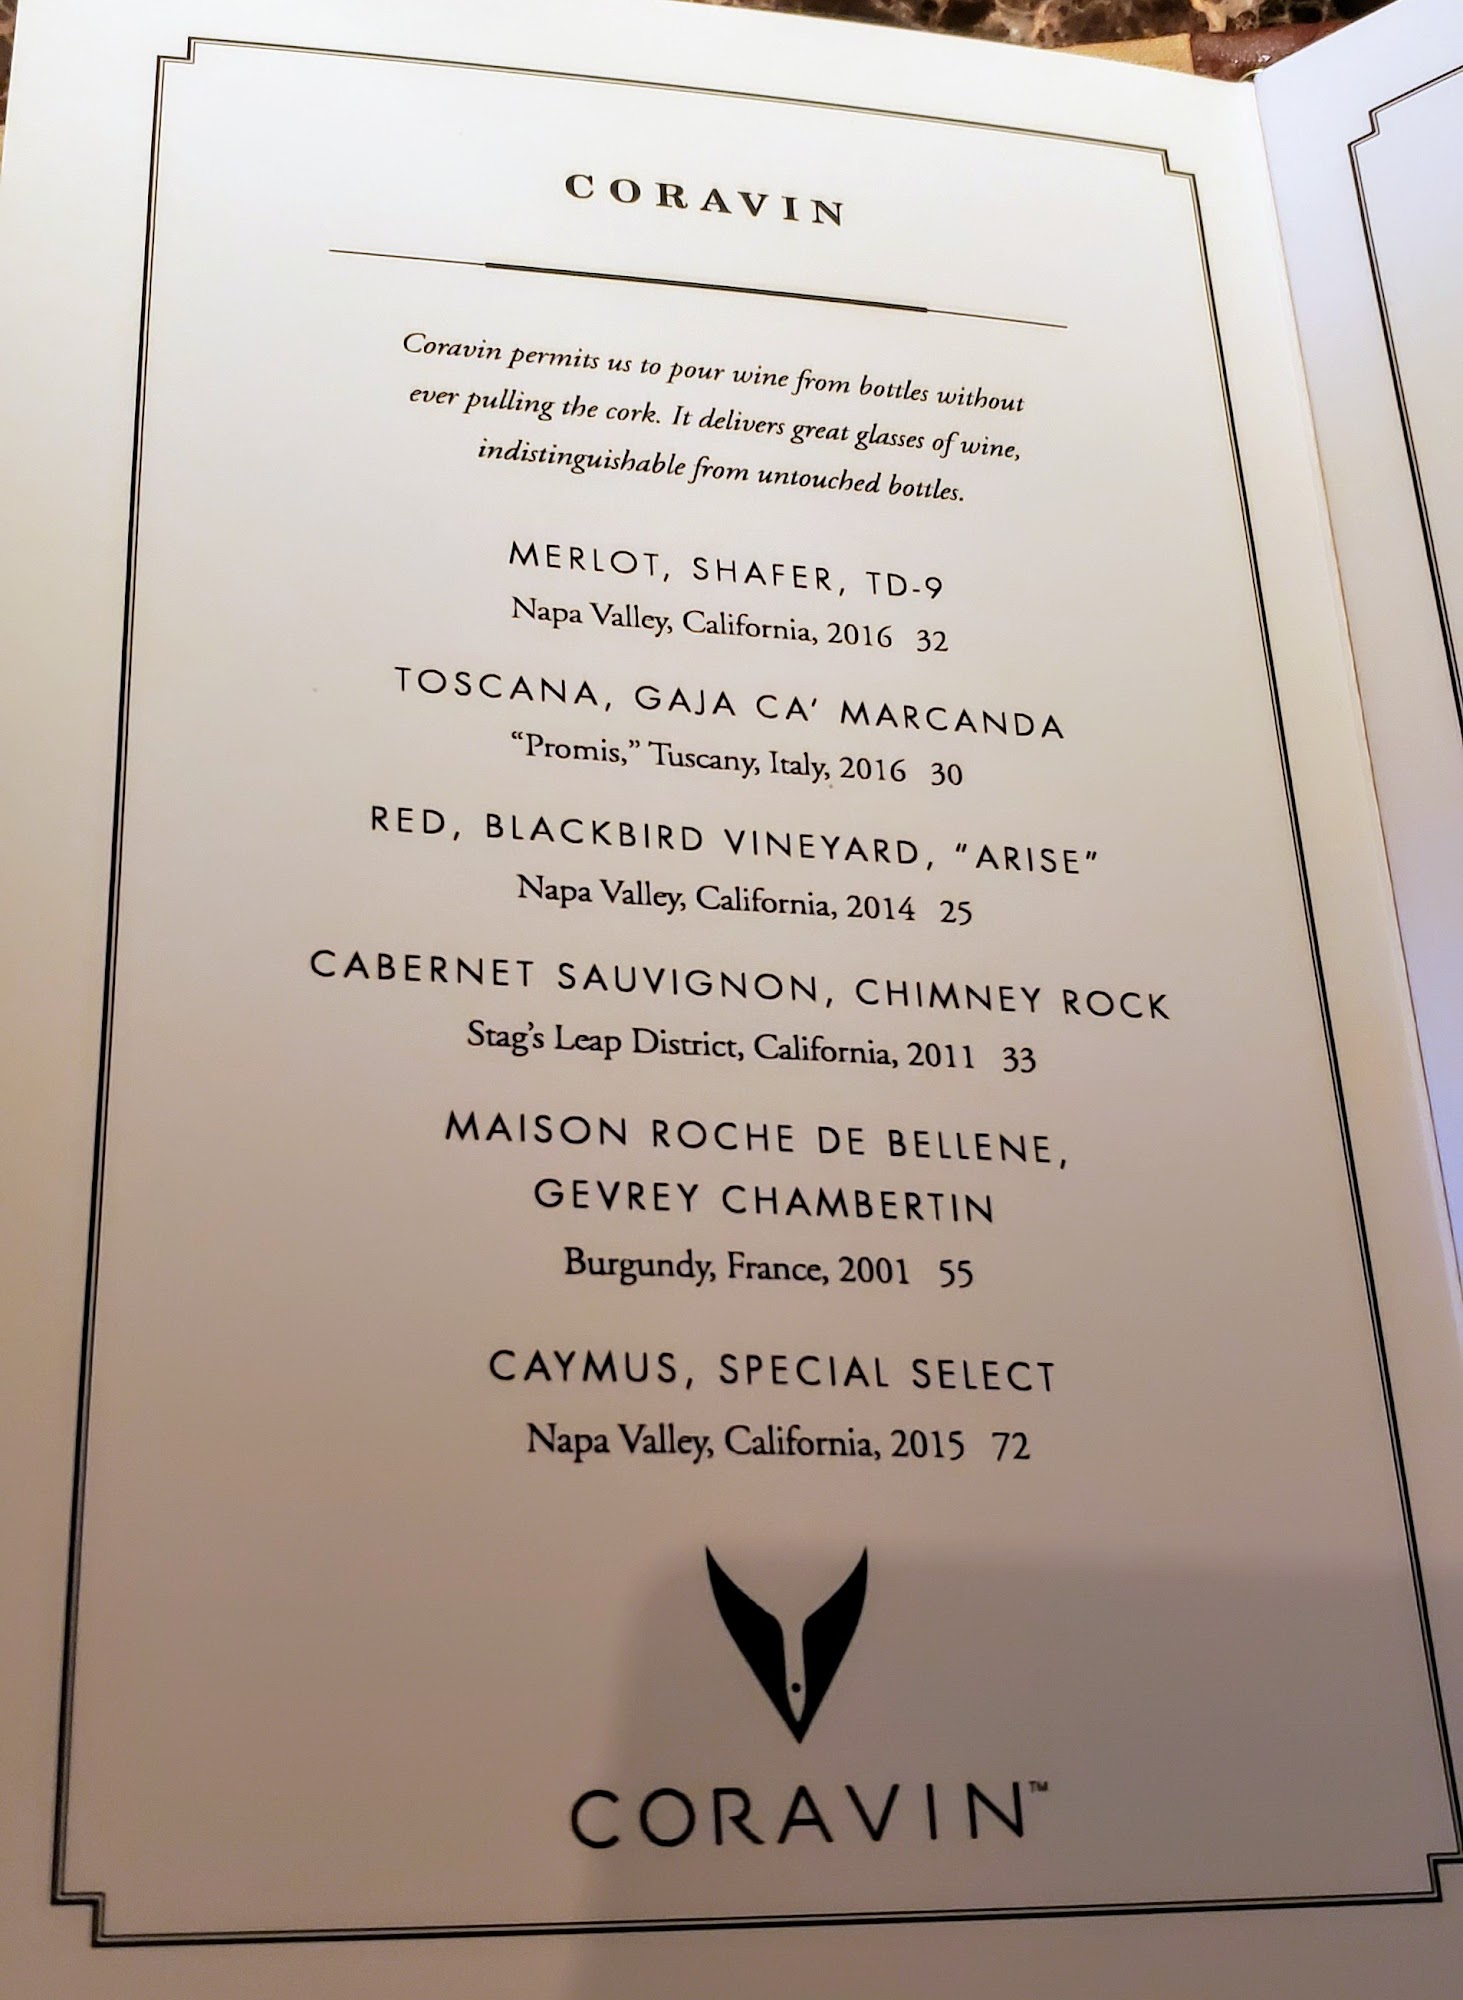 CORAVIN
Coravin permits us to pour wine from bottles without
ever pulling the cork. It delivers great glasses of wine,
indistinguishable from untouched bottles.
MERLOT, SHAFER, TD-9
Napa Valley, California, 2016 32
TOSCANA, GAJA CA’ MARCANDA
“Promis,” Tuscany, Italy, 2016 30
RED, BLACKBIRD VINEYARD, "ARISE"
Napa Valley, California, 2014 25
CABERNET SAUVIGNON, CHIMNEY ROCK
Stag’s Leap District, California, 2011 33
MAISON ROCHE DE BELLENE,
GEVREY CHAMBERTIN
Burgundy, France, 2001 55
CAYMUS, SPECIAL SELECT
Napa Valley, California, 2015 72
CORAVIN™